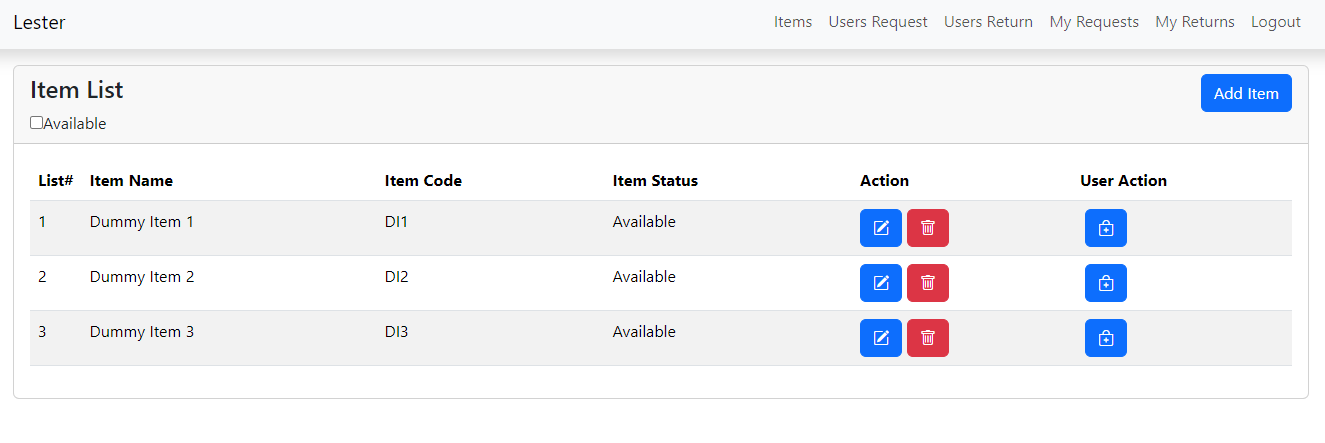 Lester Items Users Request Users Return My Requests My Returns Logout
Item List Add Item
Available
List# Item Name Item Code Item Status Action User Action
1 Dummy Item 1 DI1 Available
2 Dummy Item 2 DI2 Available
3 Dummy Item 3 DI3 Available